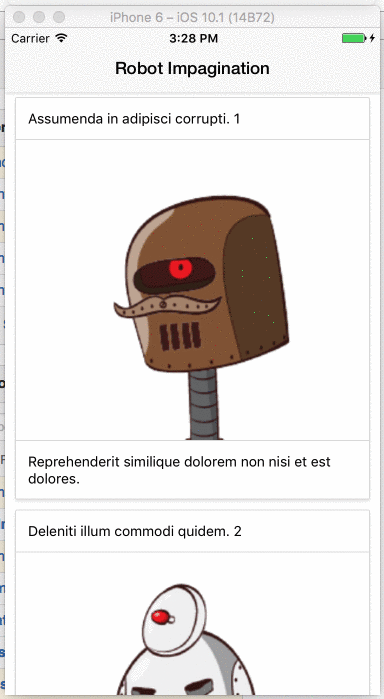 iPhone 6 – iOS 10.1 (14B72)
Carrier 3:28 PM
Robot Impagination
Assumenda in adipisci corrupti. 1
Reprehenderit similique dolorem non nisi et est
dolores.
Deleniti illum commodi quidem. 2